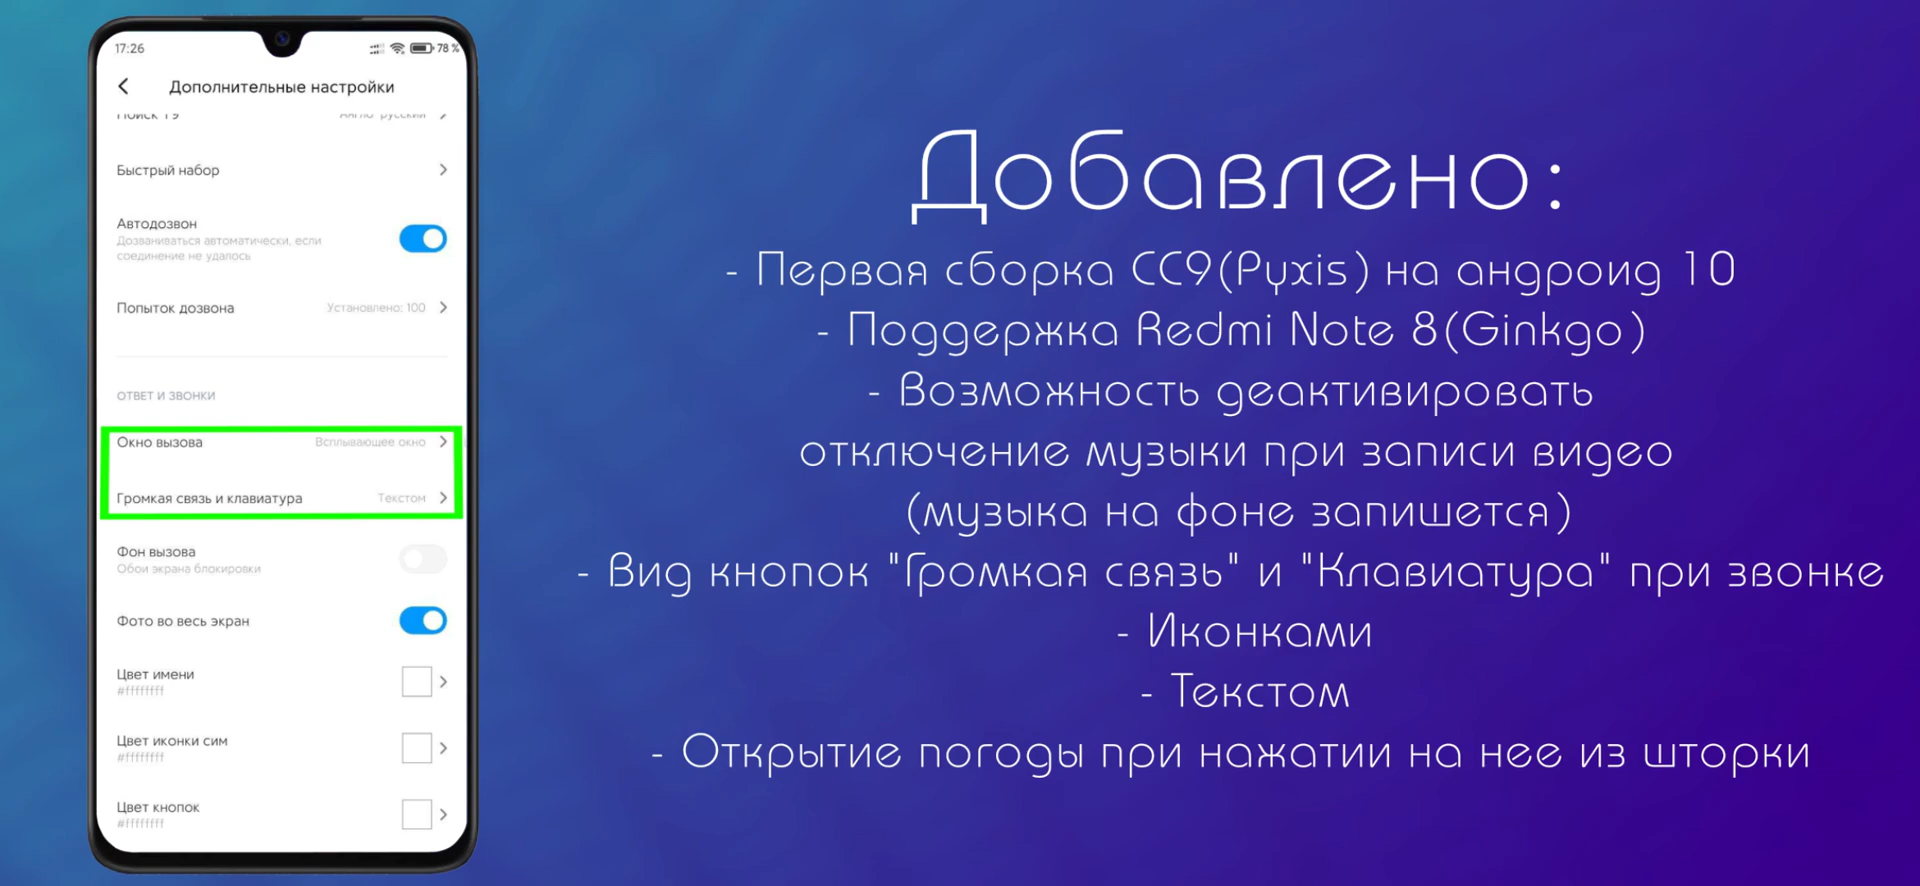 17:26
78 %
Дополнительные настройки
Поиск Т9
Англо-русский
Быстрый набор
Автодозвон
Дозваниваться автоматически, если
соединение не удалось
Попыток дозвона
Установлено: 100
ОТВЕТ И ЗВОНКИ
Окно вызова
Всплывающее окно
Громкая связь и клавиатура
Текстом
Фон вызова
Обои экрана блокировки
Фото во весь экран
Цвет имени
#ffffffff
Цвет иконки сим
#ffffffff
Цвет кнопок
#ffffffff
Добавлено:
- Первая сборка CC9(Pyxis) на андроид 10
- Поддержка Redmi Note 8(Ginkgo)
- Возможность деактивировать
отключение музыки при записи видео
(музыка на фоне запишется)
- Вид кнопок "Громкая связь" и "Клавиатура" при звонке
- Иконками
- Текстом
- Открытие погоды при нажатии на нее из шторки